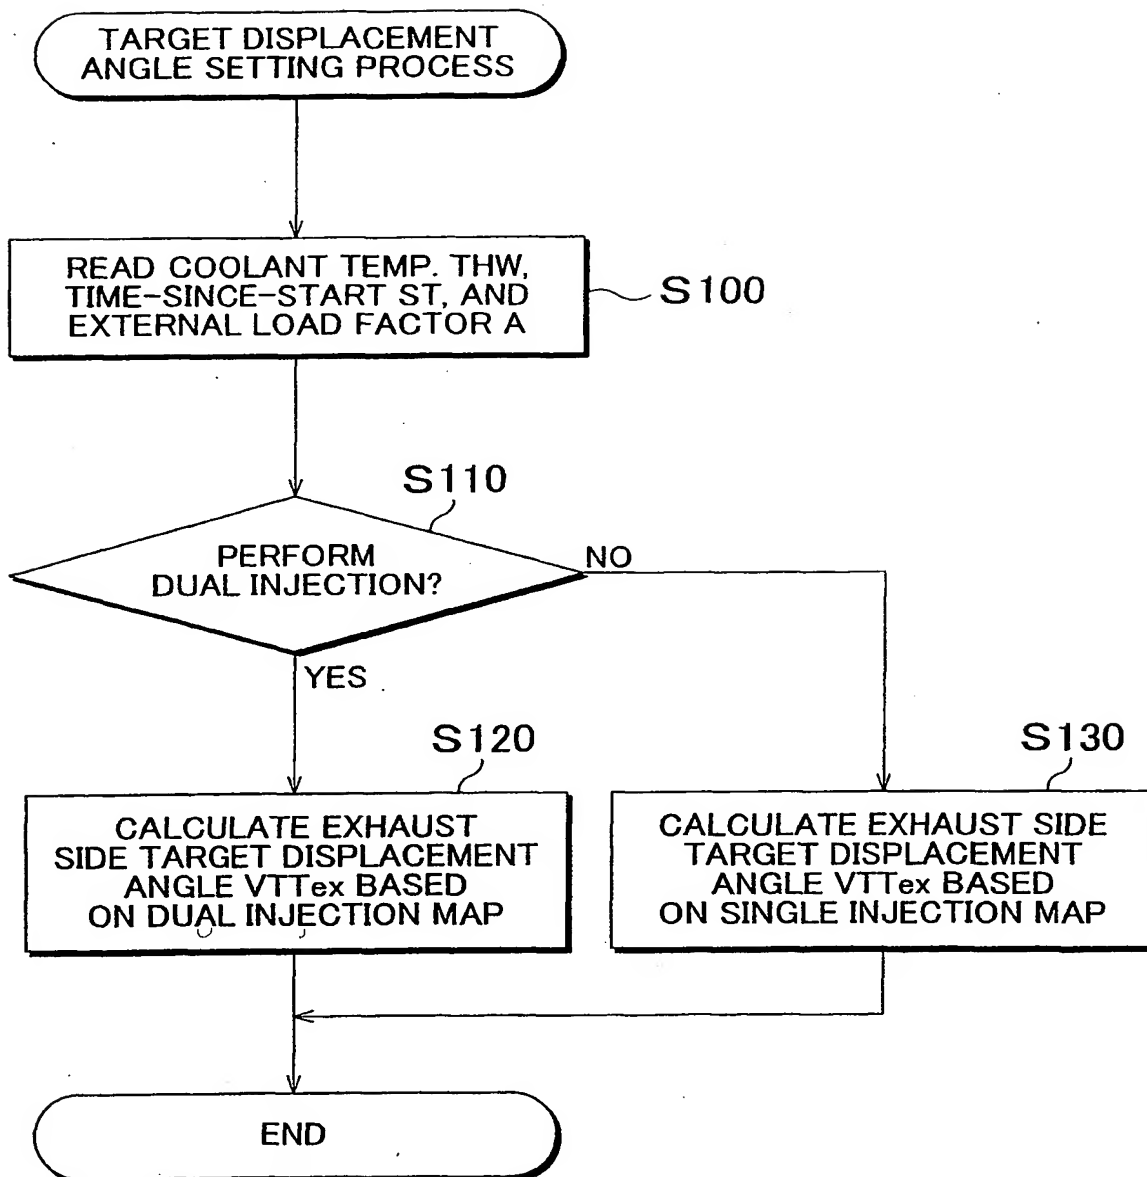 TARGET DISPLACEMENT
ANGLE SETTING PROCESS
READ COOLANT TEMP. THW,
TIME-SINCE-START ST, AND
EXTERNAL LOAD FACTOR A
S100
S110
PERFORM
DUAL INJECTION?
NO
YES
S120
CALCULATE EXHAUST
SIDE TARGET DISPLACEMENT
ANGLE VTTex BASED
ON DUAL INJECTION MAP
S130
CALCULATE EXHAUST SIDE
TARGET DISPLACEMENT
ANGLE VTTex BASED
ON SINGLE INJECTION MAP
END